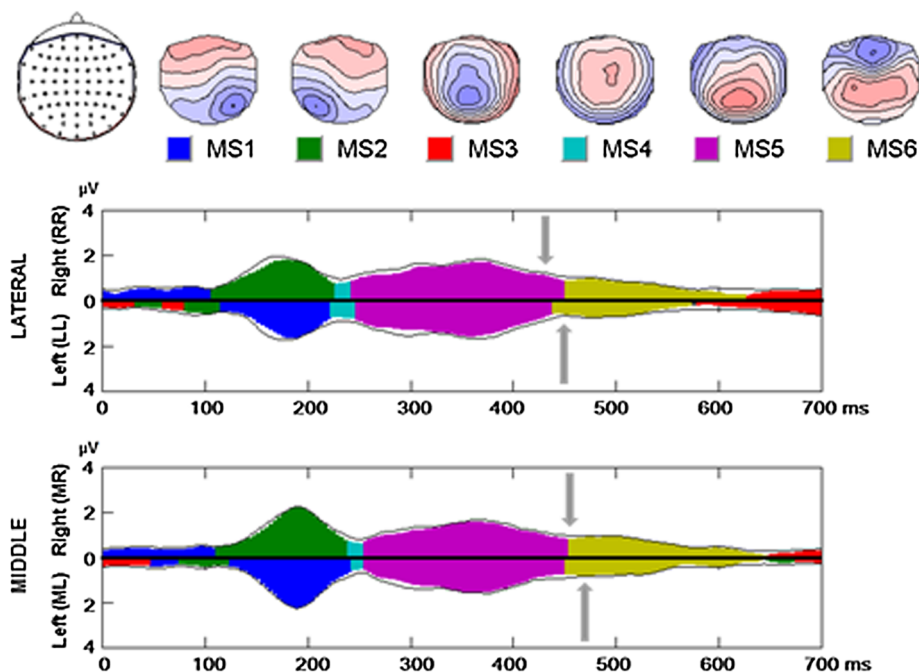 MS1 MS2 MS3 MS4 MS5 MS6
µV
LATERAL
Left (LL) Right (RR)
4
2
0
2
4
0 100 200 300 400 500 600 700 ms
µV
MIDDLE
Left (ML) Right (MR)
4
2
0
2
4
0 100 200 300 400 500 600 700 ms